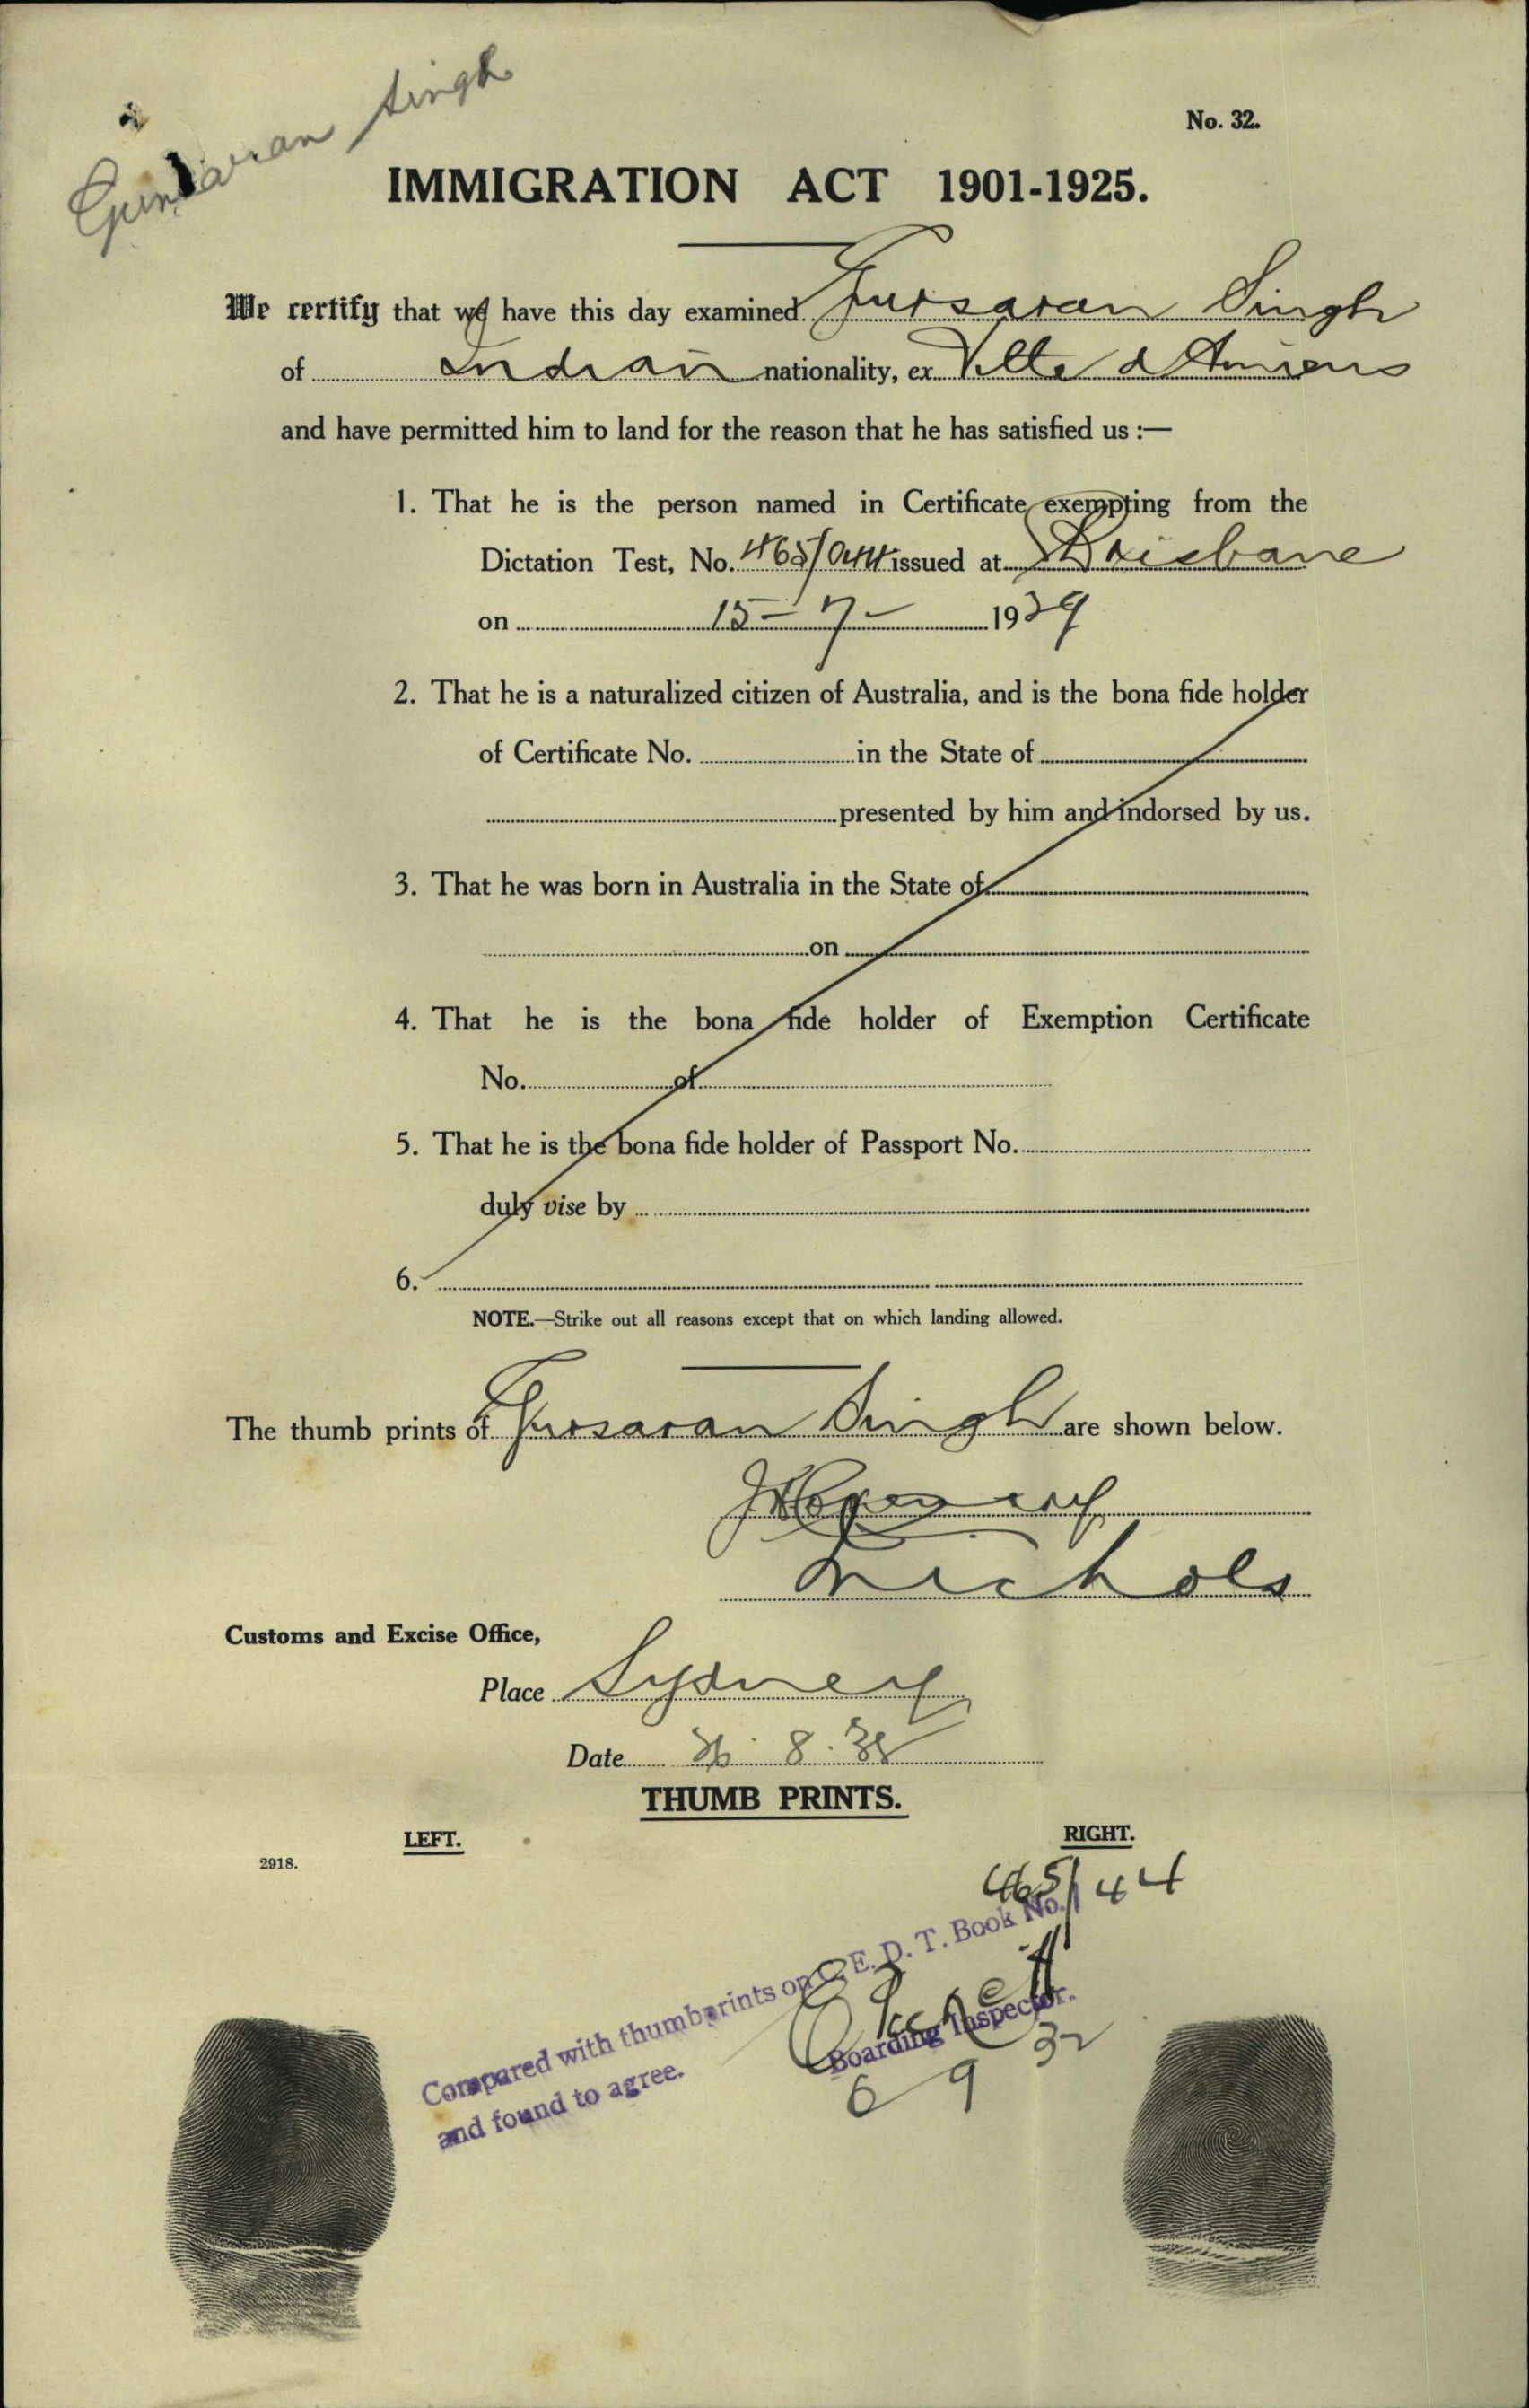 Gursaran Singh
No. 32.
IMMIGRATION ACT 1901-1925.
We certify that we have this day examined Gursaran Singh
of Indian nationality, ex Ville d Amiens
and have permitted him to land for the reason that he has satisfied us :—
1. That he is the person named in Certificate exempting from the
Dictation Test, No. 465/044 issued at Brisbane
on 15-7- 1929
2. That he is a naturalized citizen of Australia, and is the bona fide holder
of Certificate No. in the State of
presented by him and indorsed by us.
3. That he was born in Australia in the State of
on
4. That he is the bona fide holder of Exemption Certificate
No. of
5. That he is the bona fide holder of Passport No.
duly vise by
6.
NOTE.—Strike out all reasons except that on which landing allowed.
The thumb prints of Gursaran Singh are shown below.
Nichols
Customs and Excise Office,
Place Sydney
Date 8.
THUMB PRINTS.
LEFT.
RIGHT.
2918.
465/44
Compared with thumbprints on C. E. D. T. Book No.
and found to agree.
Boarding Inspector.
6 9 32